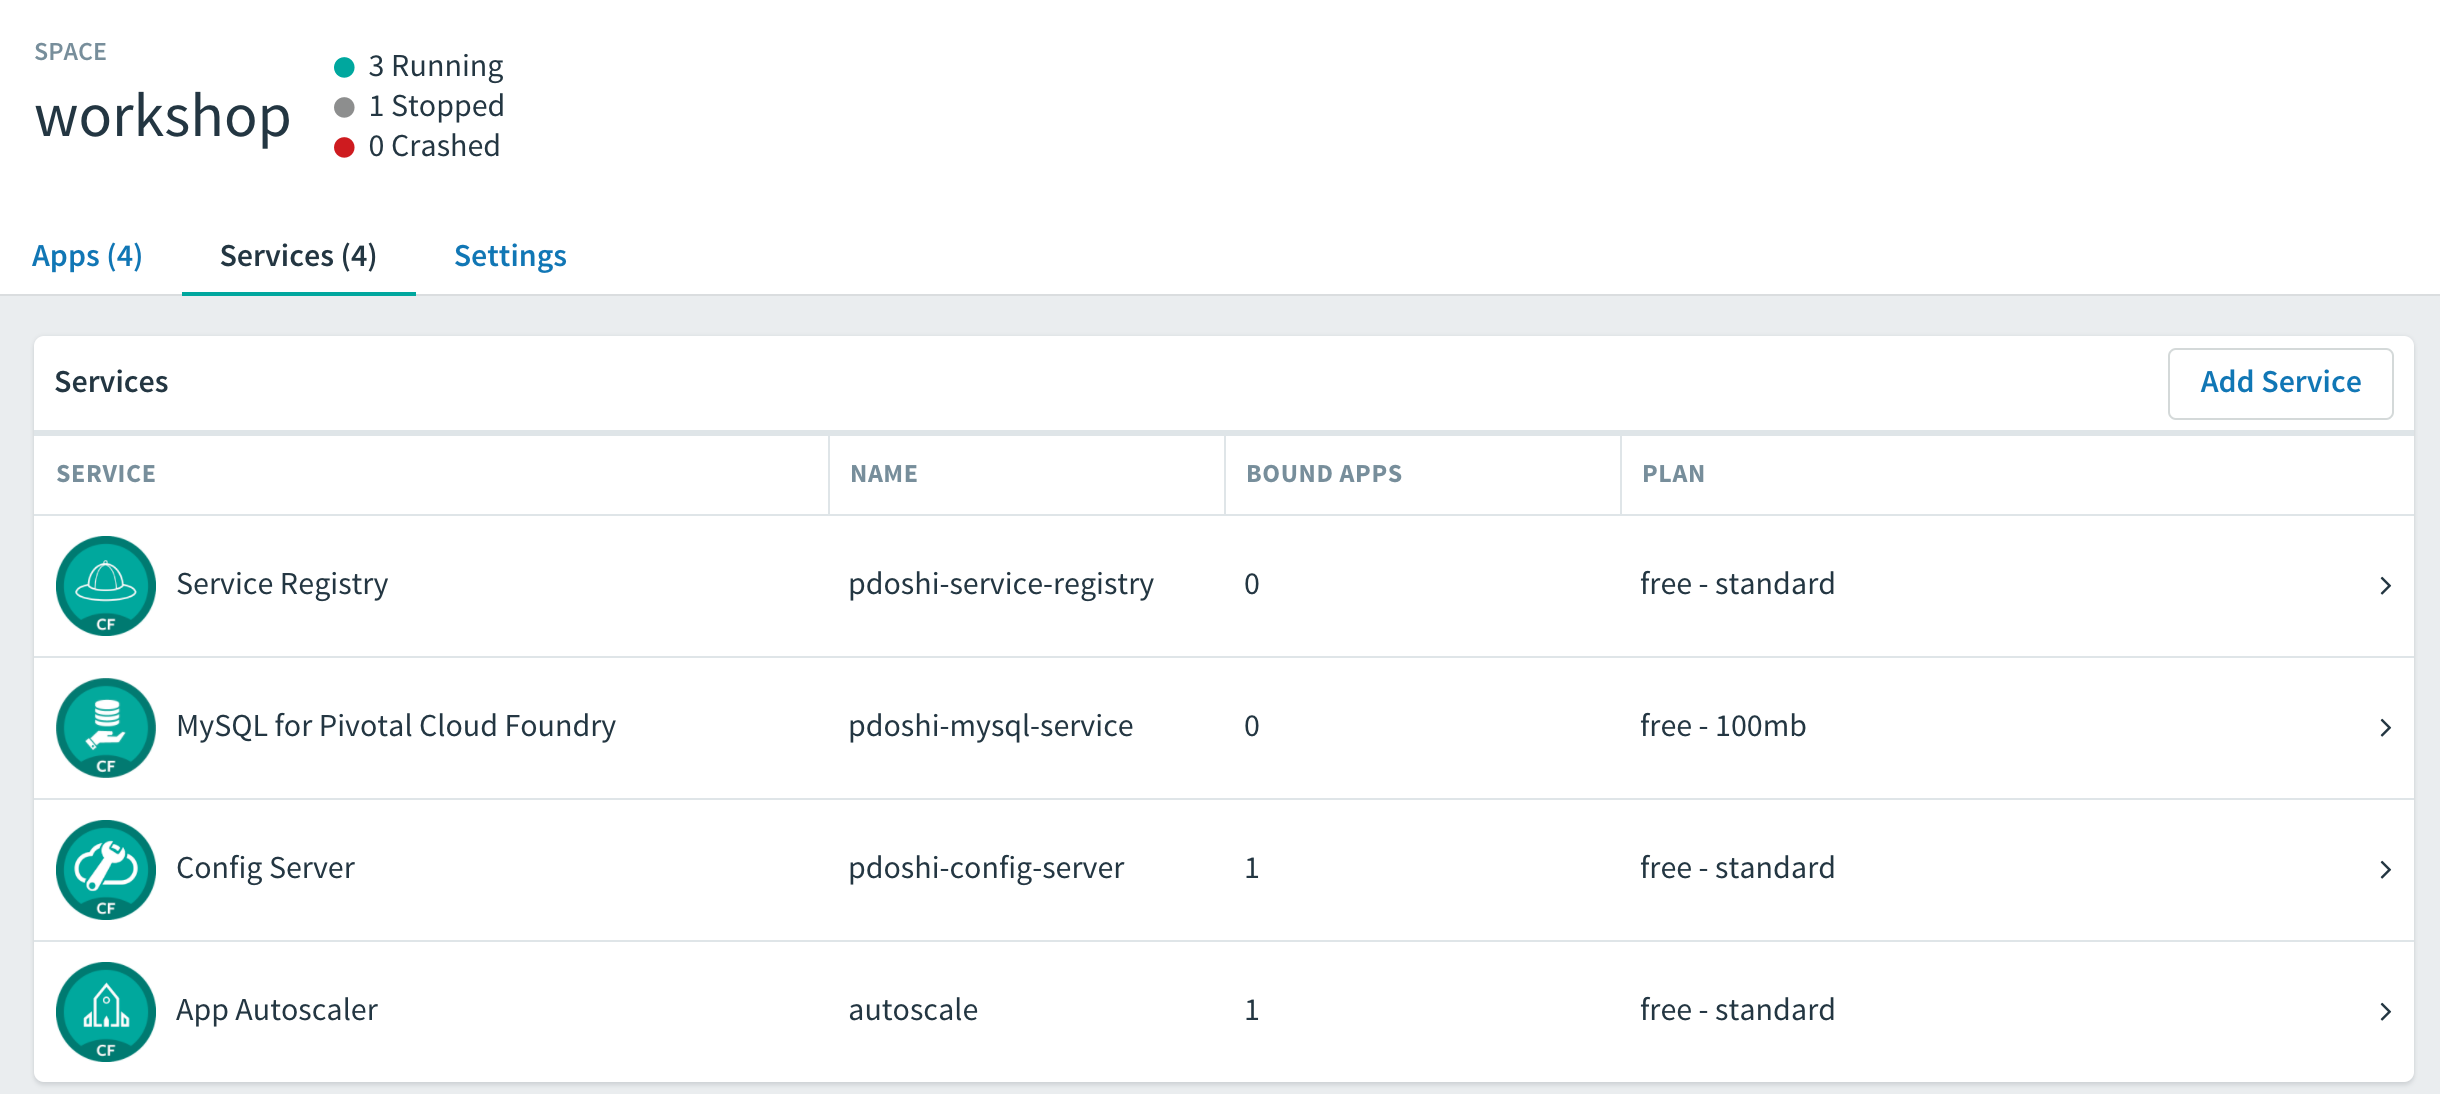 SPACE
workshop
3 Running
1 Stopped
0 Crashed
Apps (4) Services (4) Settings
Services Add Service
SERVICE NAME BOUND APPS PLAN
CF Service Registry pdoshi-service-registry 0 free - standard
CF MySQL for Pivotal Cloud Foundry pdoshi-mysql-service 0 free - 100mb
CF Config Server pdoshi-config-server 1 free - standard
CF App Autoscaler autoscale 1 free - standard